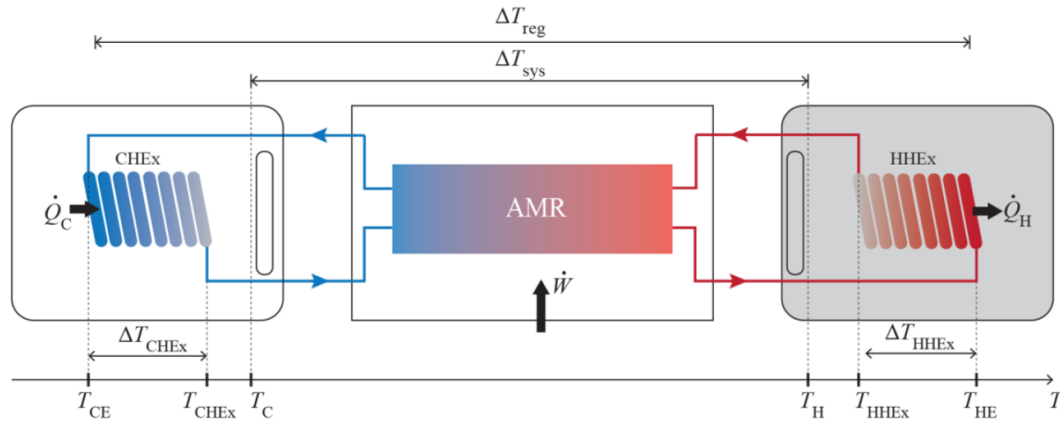 ΔT_reg
ΔT_sys
CHEx
HHEx
Q̇_C
AMR
Q̇_H
Ẇ
ΔT_CHEx
ΔT_HHEx
T_CE T_CHEx T_C T_H T_HHEx T_HE T